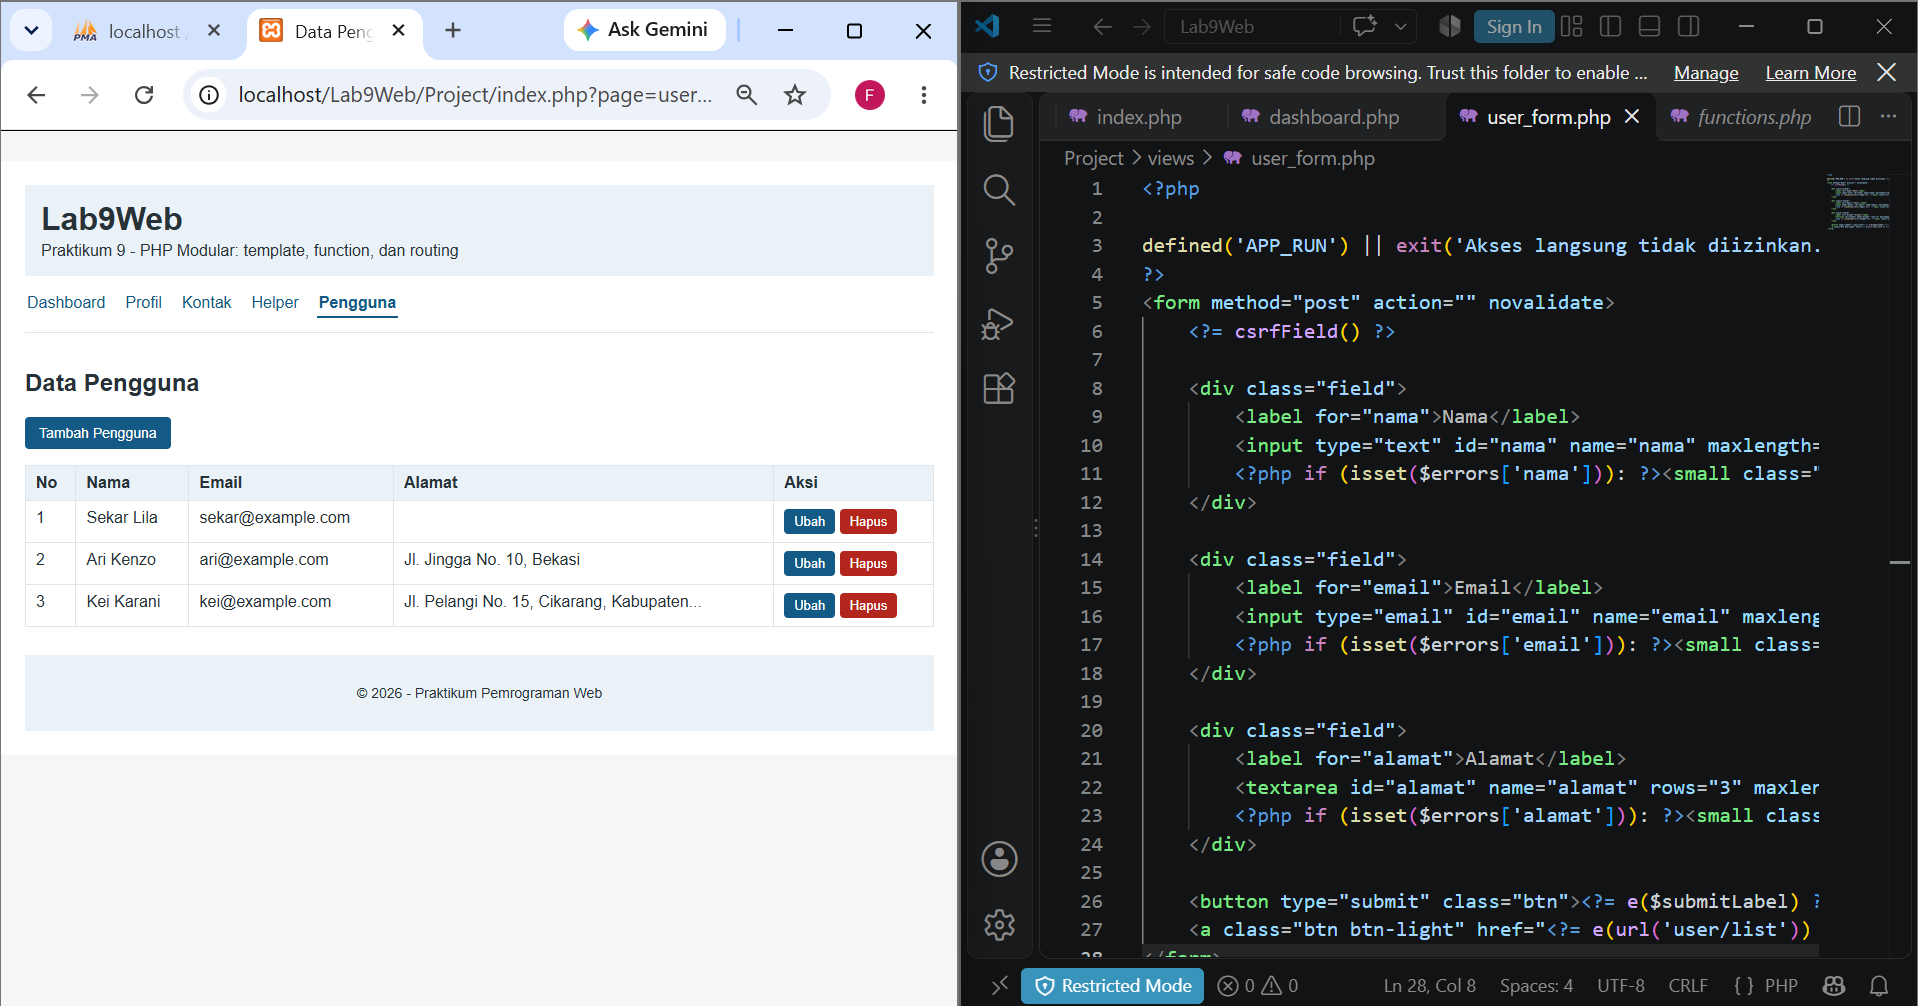 PMA localhost
Data Peng
Ask Gemini
localhost/Lab9Web/Project/index.php?page=user...
F
Lab9Web
Praktikum 9 - PHP Modular: template, function, dan routing
Dashboard Profil Kontak Helper Pengguna
Data Pengguna
Tambah Pengguna
No Nama Email Alamat Aksi
1 Sekar Lila sekar@example.com Ubah Hapus
2 Ari Kenzo ari@example.com Jl. Jingga No. 10, Bekasi Ubah Hapus
3 Kei Karani kei@example.com Jl. Pelangi No. 15, Cikarang, Kabupaten... Ubah Hapus
© 2026 - Praktikum Pemrograman Web
Lab9Web
Sign In
Restricted Mode is intended for safe code browsing. Trust this folder to enable ... Manage Learn More
index.php dashboard.php user_form.php functions.php
Project > views > user_form.php
1 <?php
2
3 defined('APP_RUN') || exit('Akses langsung tidak diizinkan.
4 ?>
5 <form method="post" action="" novalidate>
6 <?= csrfField() ?>
7
8 <div class="field">
9 <label for="nama">Nama</label>
10 <input type="text" id="nama" name="nama" maxlength=
11 <?php if (isset($errors['nama'])): ?><small class="
12 </div>
13
14 <div class="field">
15 <label for="email">Email</label>
16 <input type="email" id="email" name="email" maxleng
17 <?php if (isset($errors['email'])): ?><small class=
18 </div>
19
20 <div class="field">
21 <label for="alamat">Alamat</label>
22 <textarea id="alamat" name="alamat" rows="3" maxlen
23 <?php if (isset($errors['alamat'])): ?><small class
24 </div>
25
26 <button type="submit" class="btn"><?= e($submitLabel) ?
27 <a class="btn btn-light" href="<?= e(url('user/list'))
28 </form>
Restricted Mode 0 0 Ln 28, Col 8 Spaces: 4 UTF-8 CRLF { } PHP